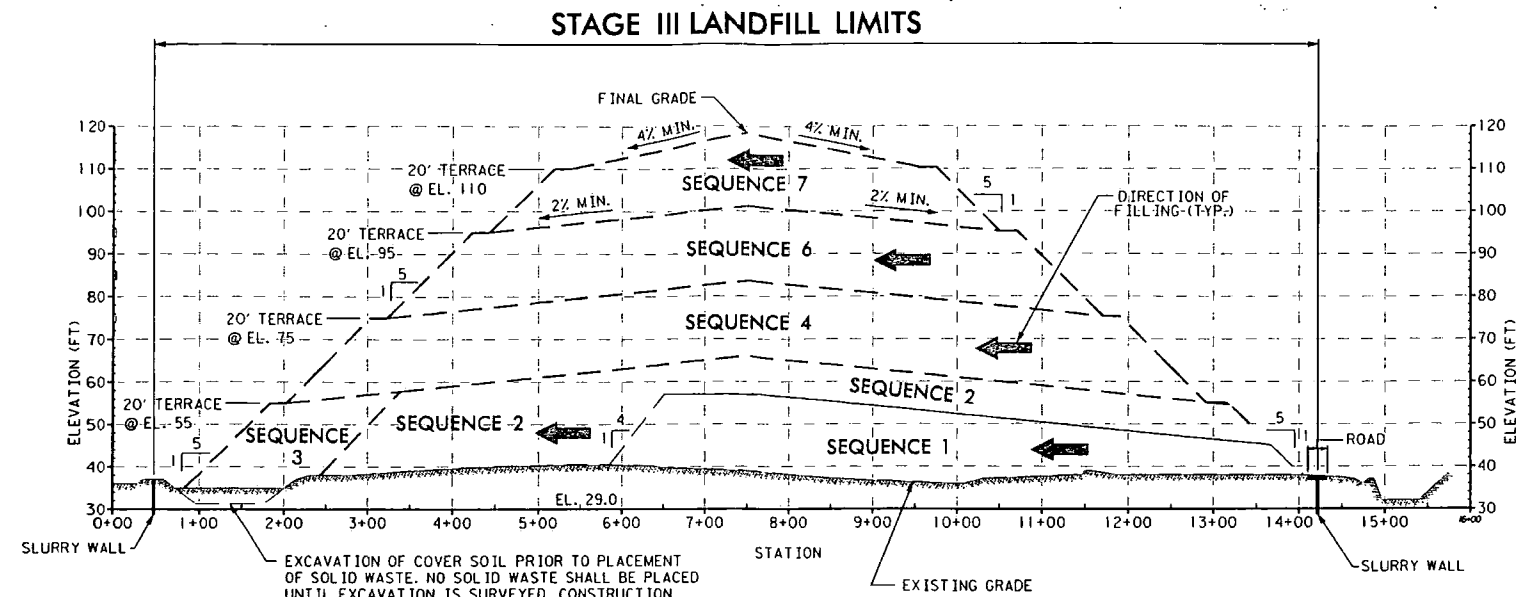 STAGE III LANDFILL LIMITS
FINAL GRADE
4% MIN.
4% MIN.
120
110
100
90
80
70
60
50
40
30
ELEVATION (FT)
120
110
100
90
80
70
60
50
40
30
ELEVATION (FT)
20' TERRACE
@ EL. 110
SEQUENCE 7
5
1
DIRECTION OF
FILLING (TYP.)
2% MIN.
2% MIN.
20' TERRACE
@ EL. 95
SEQUENCE 6
5
1
20' TERRACE
@ EL. 75
SEQUENCE 4
20' TERRACE
@ EL. 55
SEQUENCE 2
SEQUENCE
3
SEQUENCE 2
4
1
SEQUENCE 1
5
1
5
1
ROAD
EL. 29.0
0+00 1+00 2+00 3+00 4+00 5+00 6+00 7+00 8+00 9+00 10+00 11+00 12+00 13+00 14+00 15+00 16+00
SLURRY WALL
STATION
SLURRY WALL
EXCAVATION OF COVER SOIL PRIOR TO PLACEMENT
OF SOLID WASTE. NO SOLID WASTE SHALL BE PLACED
UNTIL EXCAVATION IS SURVEYED. CONSTRUCTION
EXISTING GRADE